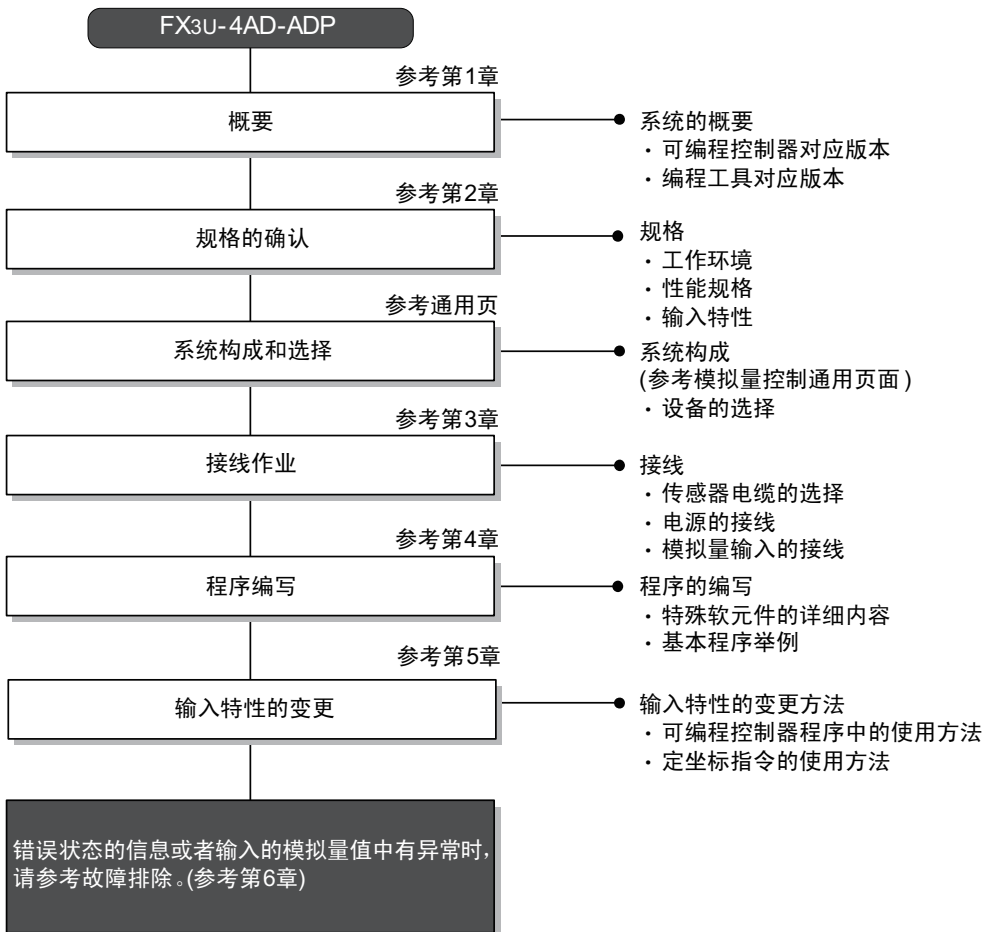 FX3U-4AD-ADP
参考第1章
概要
系统的概要
・可编程控制器对应版本
・编程工具对应版本
参考第2章
规格的确认
规格
・工作环境
・性能规格
・输入特性
参考通用页
系统构成和选择
系统构成
(参考模拟量控制通用页面)
・设备的选择
参考第3章
接线作业
接线
・传感器电缆的选择
・电源的接线
・模拟量输入的接线
参考第4章
程序编写
程序的编写
・特殊软元件的详细内容
・基本程序举例
参考第5章
输入特性的变更
输入特性的变更方法
・可编程控制器程序中的使用方法
・定坐标指令的使用方法
错误状态的信息或者输入的模拟量值中有异常时，
请参考故障排除。(参考第6章)